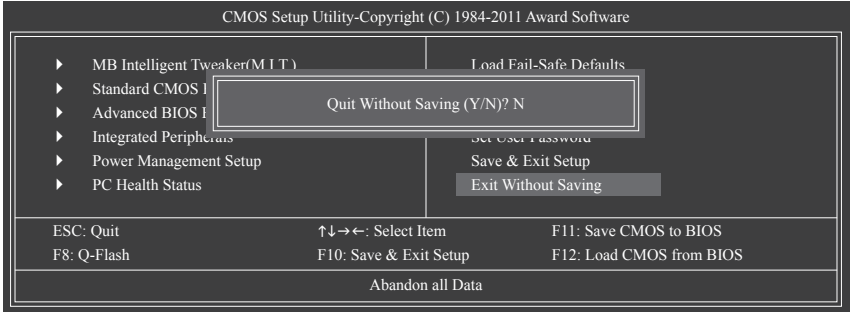 CMOS Setup Utility-Copyright (C) 1984-2011 Award Software
MB Intelligent Tweaker(M.I.T.)
Standard CMOS
Advanced BIOS
Integrated Peripherals
Power Management Setup
PC Health Status
Load Fail-Safe Defaults
Set User Password
Save & Exit Setup
Exit Without Saving
Quit Without Saving (Y/N)? N
ESC: Quit
↑↓→←: Select Item
F11: Save CMOS to BIOS
F8: Q-Flash
F10: Save & Exit Setup
F12: Load CMOS from BIOS
Abandon all Data